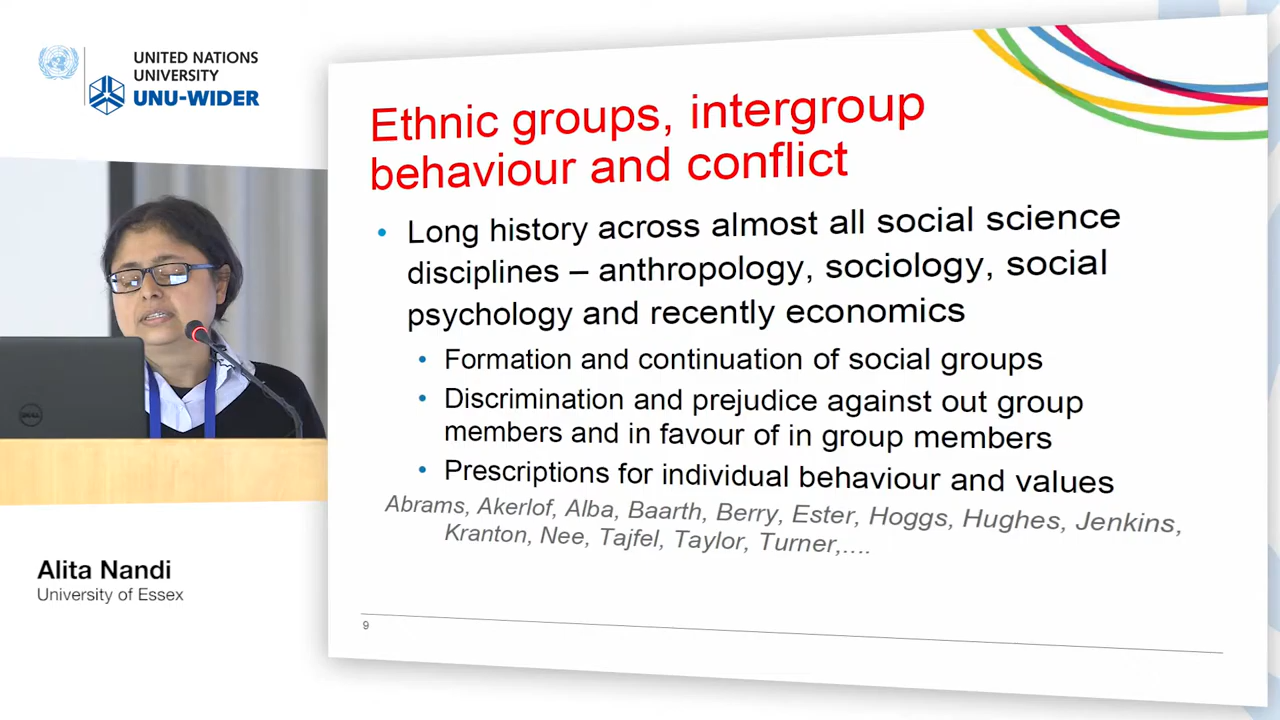 UNITED NATIONS
UNIVERSITY
UNU-WIDER
Ethnic groups, intergroup
behaviour and conflict
• Long history across almost all social science
disciplines – anthropology, sociology, social
psychology and recently economics
• Formation and continuation of social groups
• Discrimination and prejudice against out group
members and in favour of in group members
• Prescriptions for individual behaviour and values
Abrams, Akerlof, Alba, Baarth, Berry, Ester, Hoggs, Hughes, Jenkins,
Kranton, Nee, Tajfel, Taylor, Turner,....
9
DELL
Alita Nandi
University of Essex